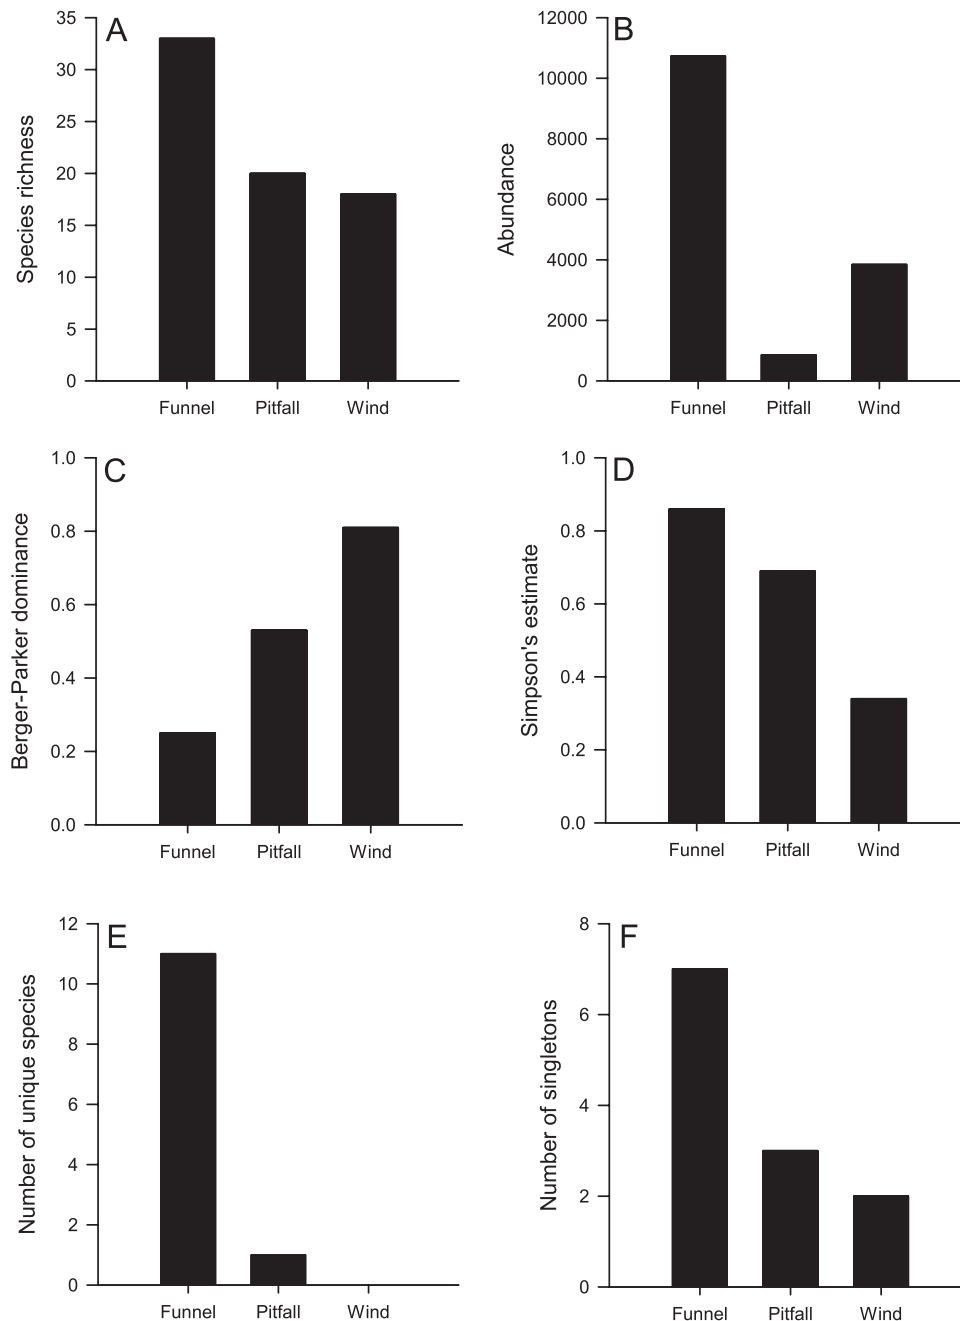 A
Species richness
35
30
25
20
15
10
5
0
Funnel Pitfall Wind
B
Abundance
12000
10000
8000
6000
4000
2000
0
Funnel Pitfall Wind
C
Berger-Parker dominance
1.0
0.8
0.6
0.4
0.2
0.0
Funnel Pitfall Wind
D
Simpson's estimate
1.0
0.8
0.6
0.4
0.2
0.0
Funnel Pitfall Wind
E
Number of unique species
12
10
8
6
4
2
0
Funnel Pitfall Wind
F
Number of singletons
8
6
4
2
0
Funnel Pitfall Wind